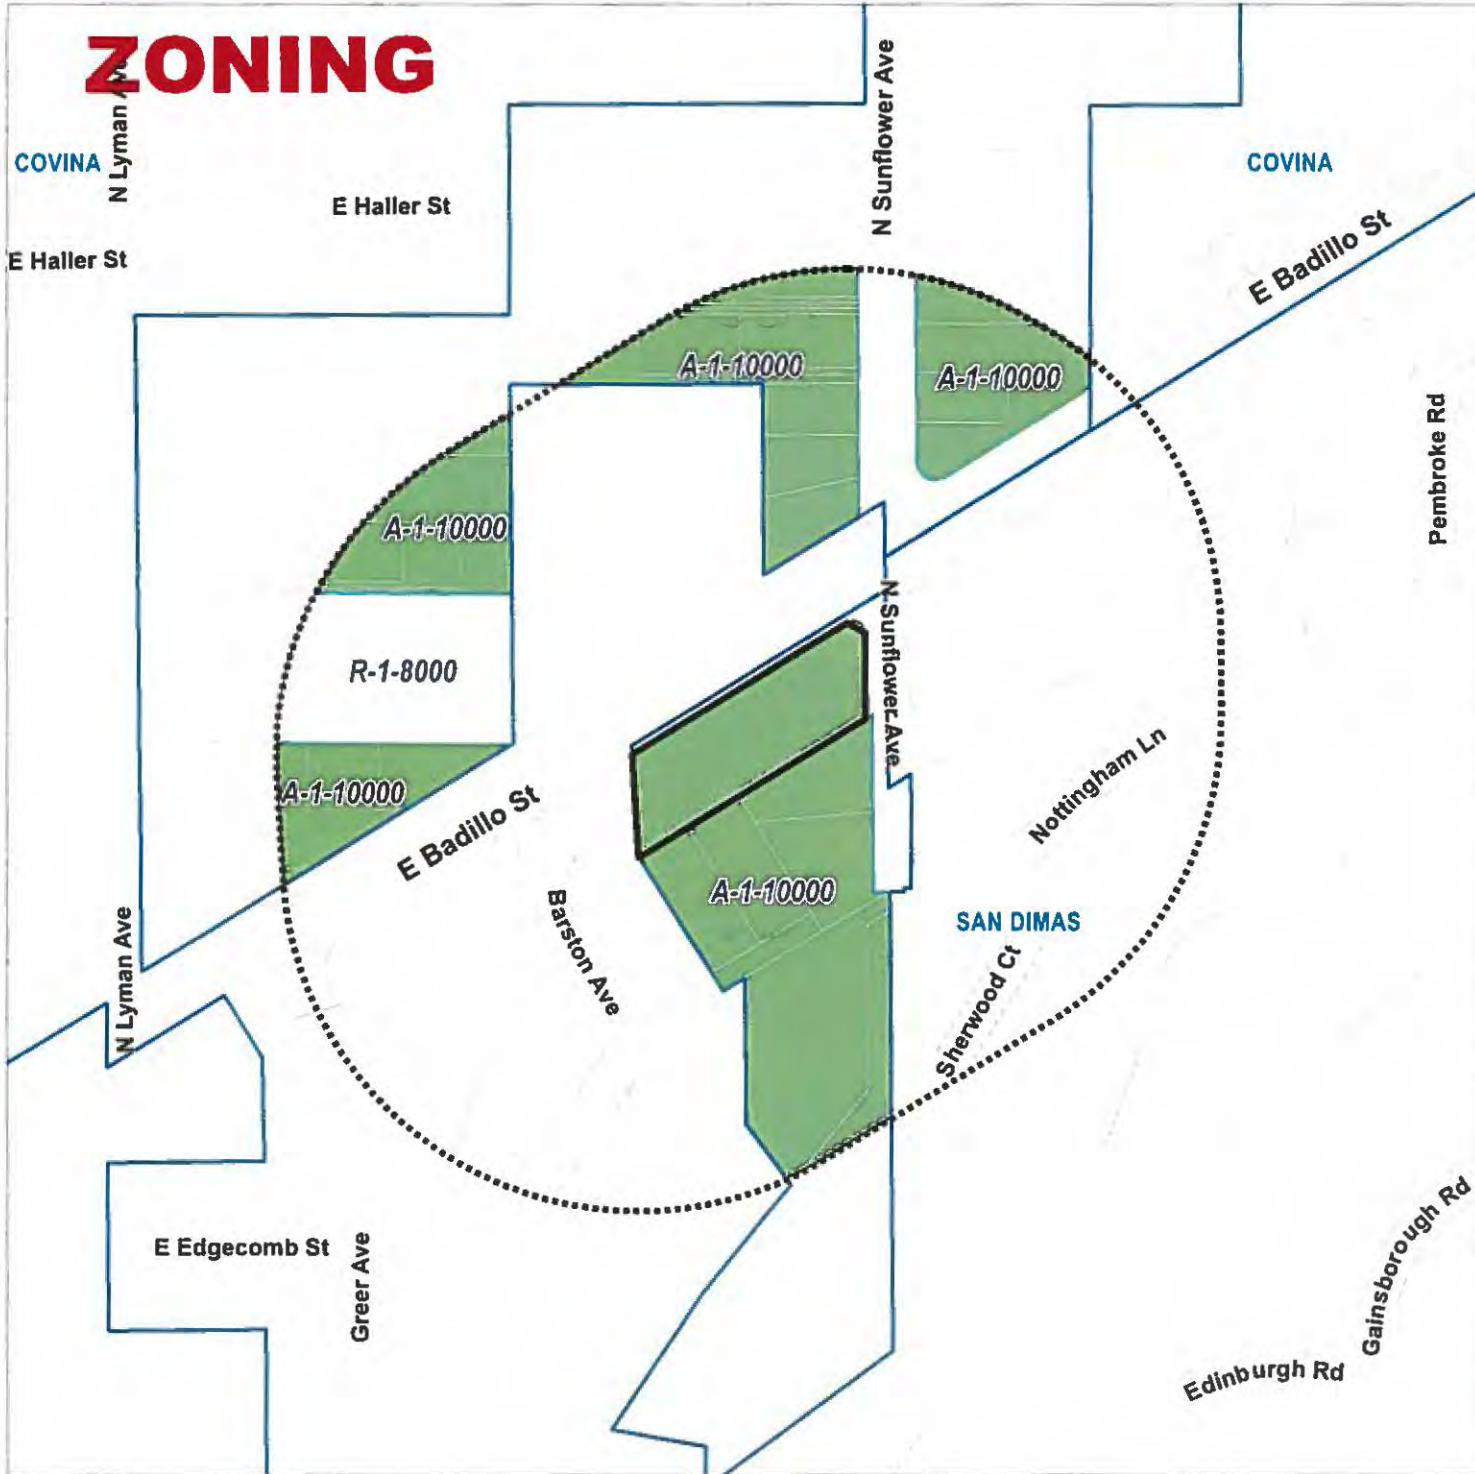 ZONING
N Lyman Ave
N Sunflower Ave
COVINA
COVINA
E Haller St
E Haller St
E Badillo St
A-1-10000
A-1-10000
Pembroke Rd
A-1-10000
N Sunflower Ave
R-1-8000
A-1-10000
Nottingham Ln
E Badillo St
A-1-10000
Barston Ave
SAN DIMAS
N Lyman Ave
Sherwood Ct
E Edgecomb St
Greer Ave
Gainsborough Rd
Edinburgh Rd